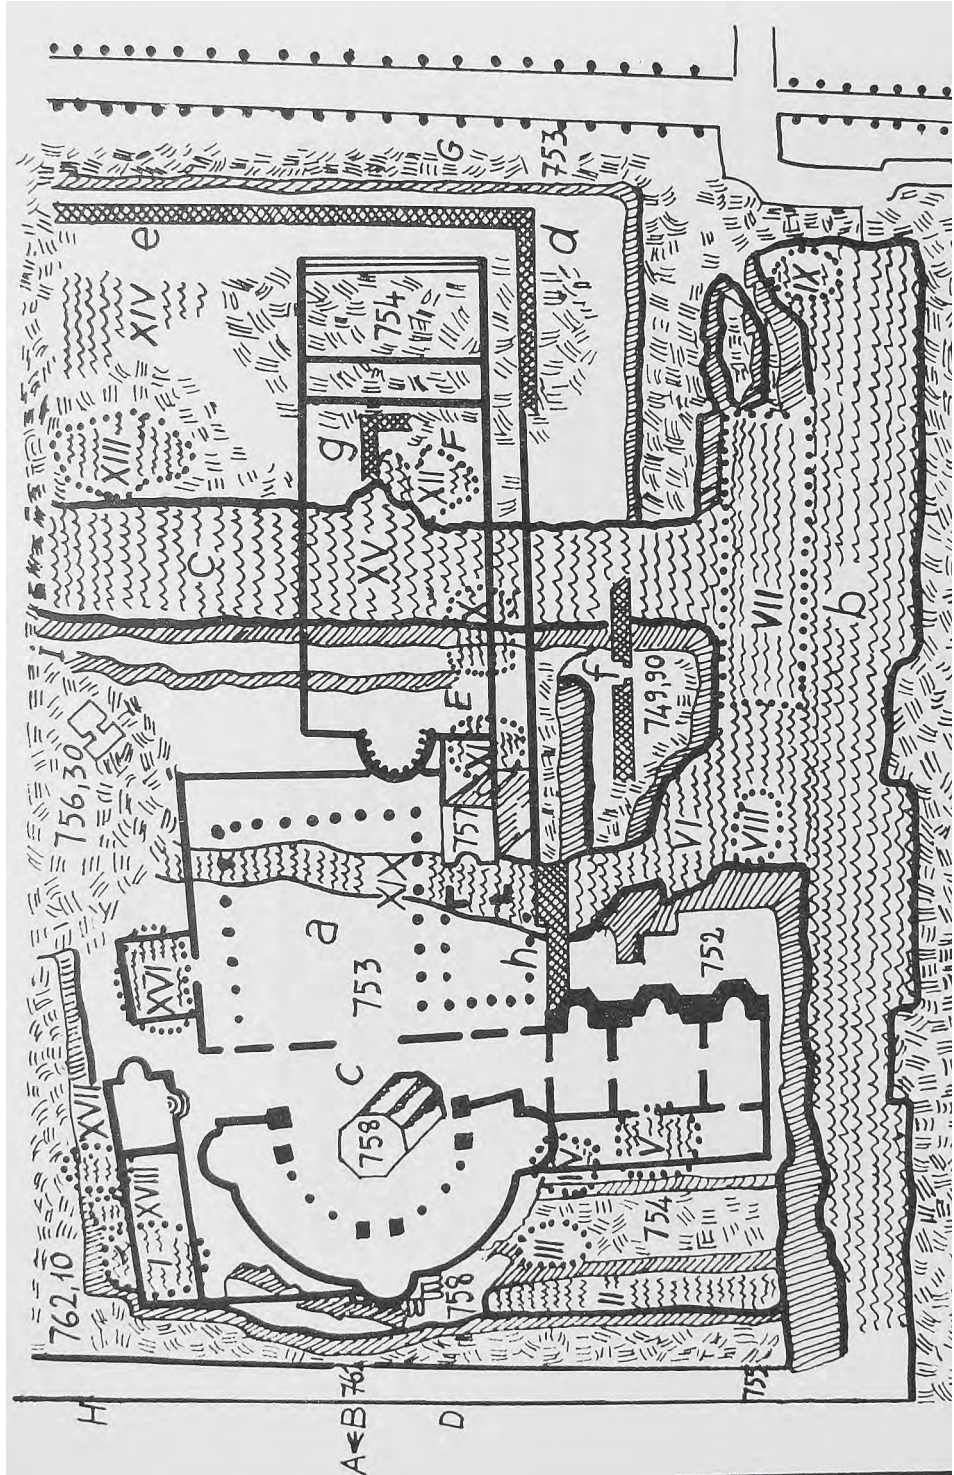 762,10
756,30
I
H
XVII
XIII
XIV
e
XVIII
I
XVI
c
a
A◄B
762
C
g
758
753
XV
754
XIX
XII
F
G
D
758
E
757
X
XI
h
III
IV
d
753
f
II
V
749,90
754
VI
752
755
VIII
VII
IX
b